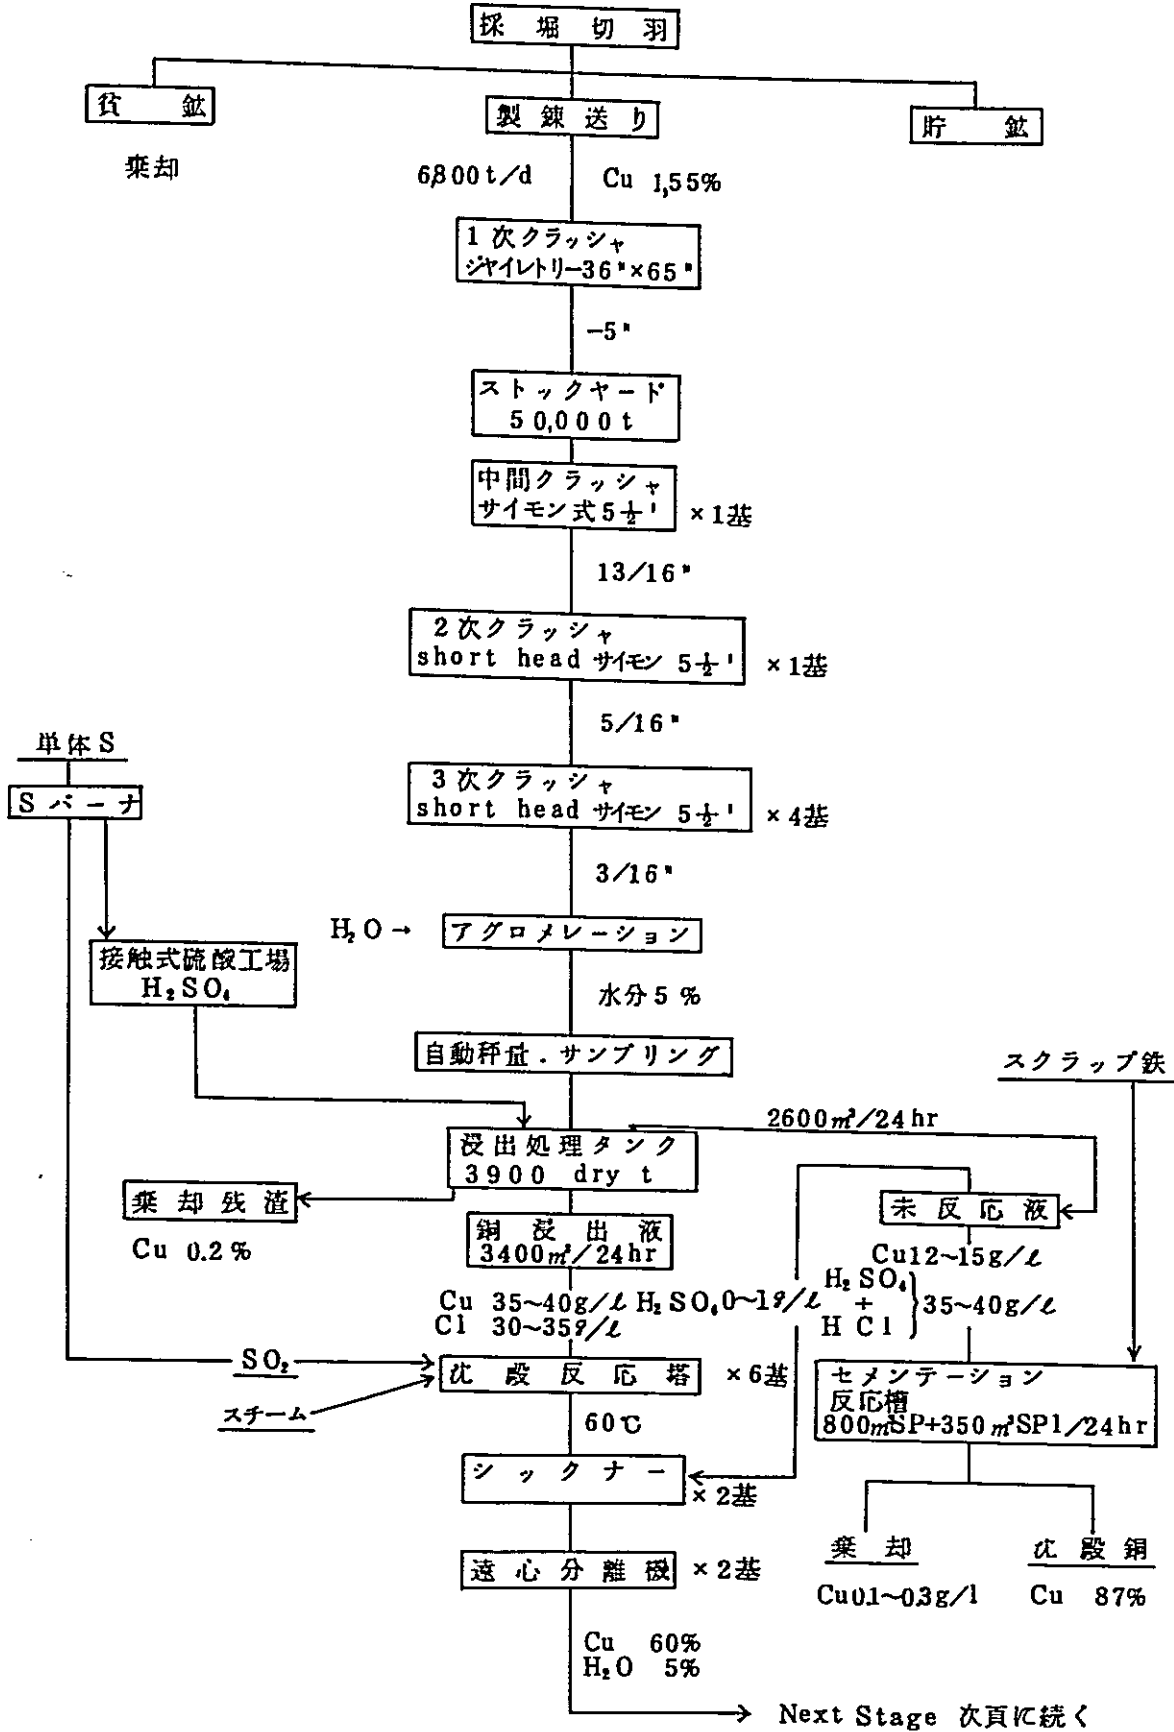 採堀切羽
貧鉱
製錬送り
貯鉱
棄却
6,800t/d Cu 1,55%
1次クラッシャ
ジヤイレトリー36"×65"
-5"
ストックヤード
50,000t
中間クラッシャ
サイモン式5½' ×1基
13/16"
2次クラッシャ
short head サイモン 5½' ×1基
5/16"
単体S
Sバーナ
3次クラッシャ
short head サイモン 5½' ×4基
3/16"
H₂O→ アグロメレーション
接触式硫酸工場
H₂SO₄
水分5%
自動秤量.サンプリング
スクラップ鉄
2600㎥/24hr
浸出処理タンク
3900 dry t
棄却残渣
未反応液
Cu 0.2%
銅浸出液
3400㎥/24hr
Cu12~15g/ℓ
Cu 35~40g/ℓ H₂SO₄0~1g/ℓ
Cl 30~35g/ℓ
H₂SO₄
+
HCl
}35~40g/ℓ
SO₂
沈殿反応塔 ×6基
スチーム
60℃
セメンテーション
反応槽
800㎥SP+350㎥SP1/24hr
シックナー
×2基
棄却
沈殿銅
遠心分離機 ×2基
Cu0.1~0.3g/l
Cu 87%
Cu 60%
H₂O 5%
Next Stage 次頁に続く